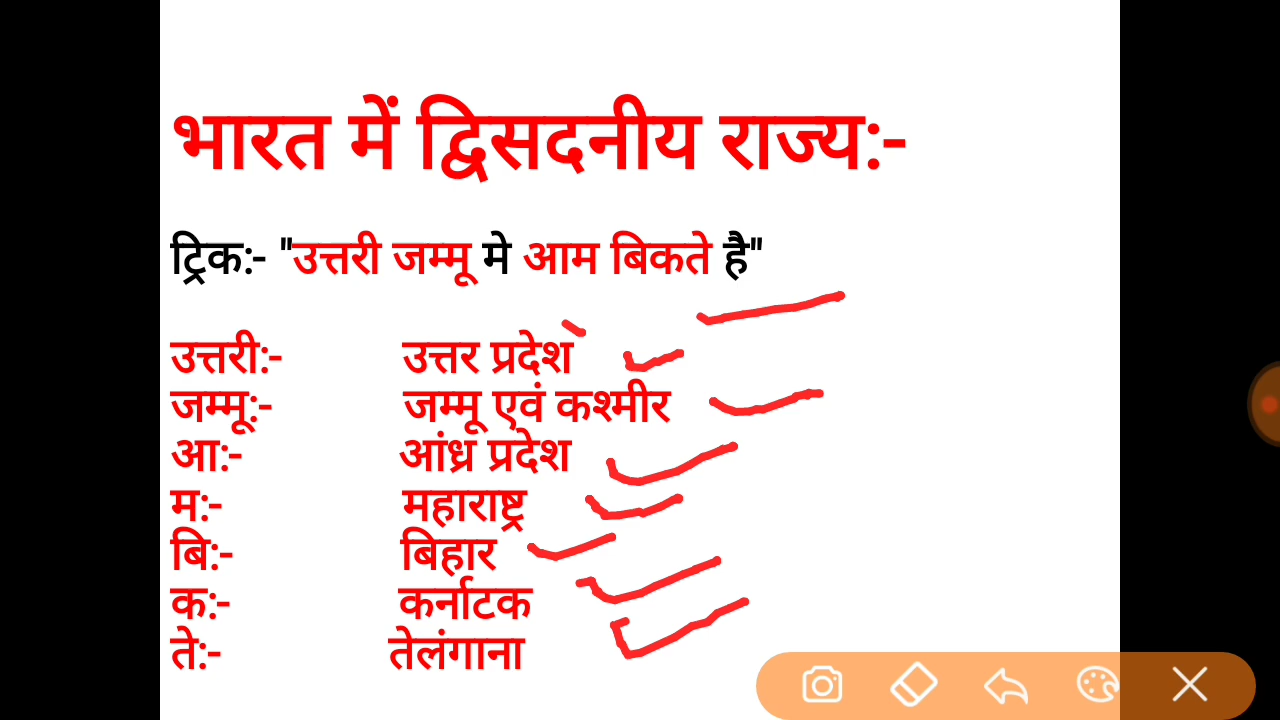 भारत में द्विसदनीय राज्य:-
ट्रिक:- "उत्तरी जम्मू मे आम बिकते है"
उत्तरी:- उत्तर प्रदेश
जम्मू:- जम्मू एवं कश्मीर
आ:- आंध्र प्रदेश
म:- महाराष्ट्र
बि:- बिहार
क:- कर्नाटक
ते:- तेलंगाना